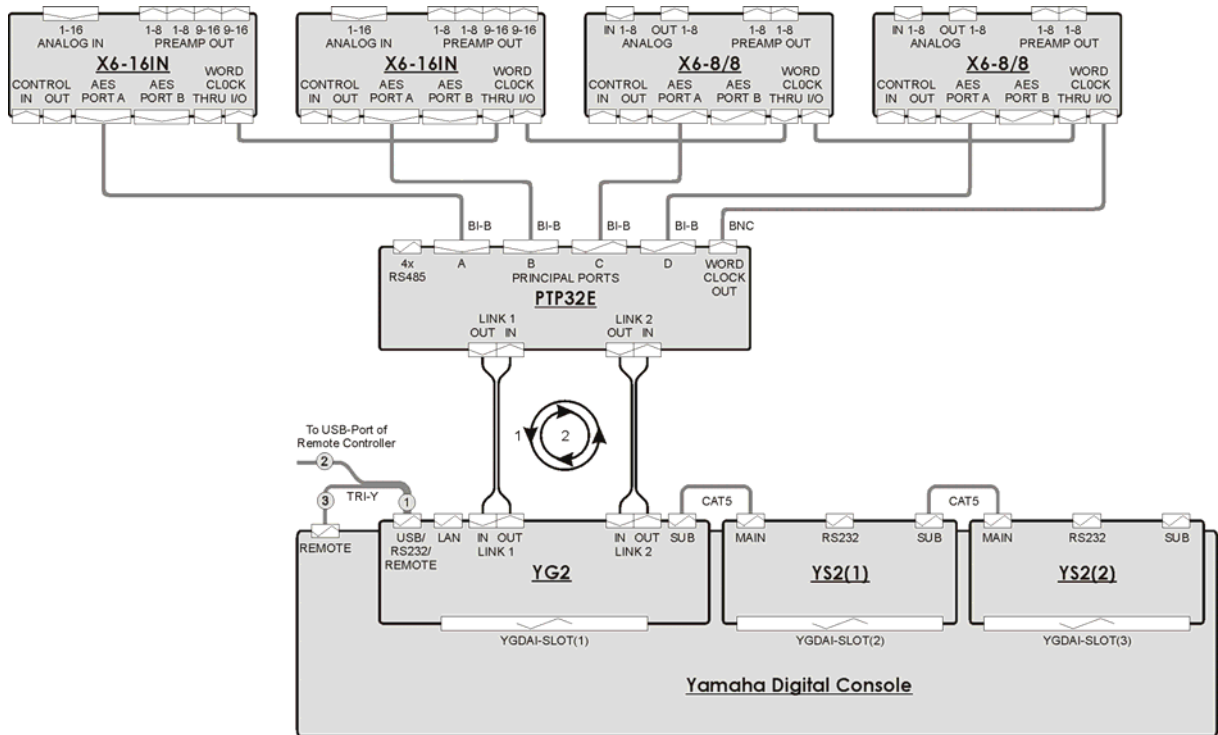 1-16 1-8 1-8 9-16 9-16
ANALOG IN PREAMP OUT
X6-16IN
CONTROL AES AES WORD CLOCK
IN OUT PORT A PORT B THRU I/O
1-16 1-8 1-8 9-16 9-16
ANALOG IN PREAMP OUT
X6-16IN
CONTROL AES AES WORD CLOCK
IN OUT PORT A PORT B THRU I/O
IN 1-8 OUT 1-8 1-8 1-8
ANALOG PREAMP OUT
X6-8/8
CONTROL AES AES WORD CLOCK
IN OUT PORT A PORT B THRU I/O
IN 1-8 OUT 1-8 1-8 1-8
ANALOG PREAMP OUT
X6-8/8
CONTROL AES AES WORD CLOCK
IN OUT PORT A PORT B THRU I/O
BI-B BI-B BI-B BI-B BNC
4x
RS485
A B C D
PRINCIPAL PORTS
WORD
CLOCK
OUT
PTP32E
LINK 1 LINK 2
OUT IN OUT IN
1 2
To USB-Port of
Remote Controller
2
3 TRI-Y 1
CAT5 CAT5
REMOTE
USB/
RS232/
REMOTE
LAN
IN OUT
LINK 1
IN OUT
LINK 2
SUB
YG2
YGDAI-SLOT(1)
MAIN RS232 SUB
YS2(1)
YGDAI-SLOT(2)
MAIN RS232 SUB
YS2(2)
YGDAI-SLOT(3)
Yamaha Digital Console